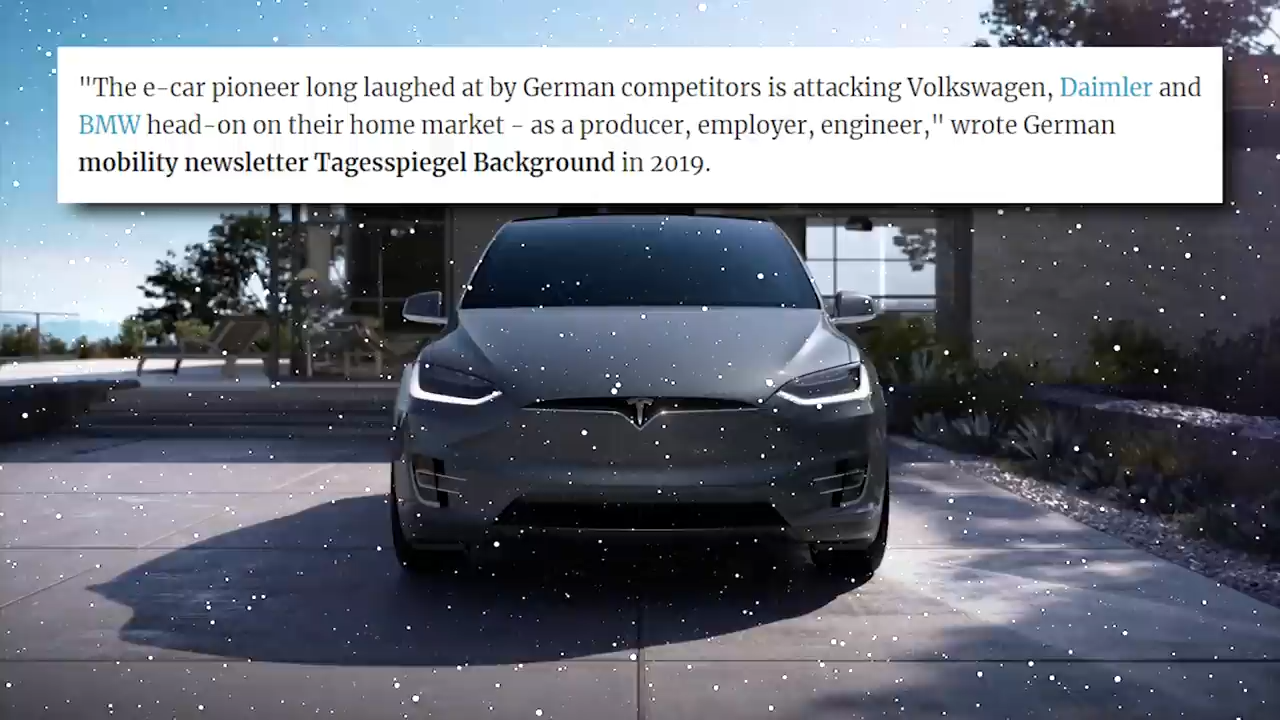 "The e-car pioneer long laughed at by German competitors is attacking Volkswagen, Daimler and
BMW head-on on their home market - as a producer, employer, engineer," wrote German
mobility newsletter Tagesspiegel Background in 2019.